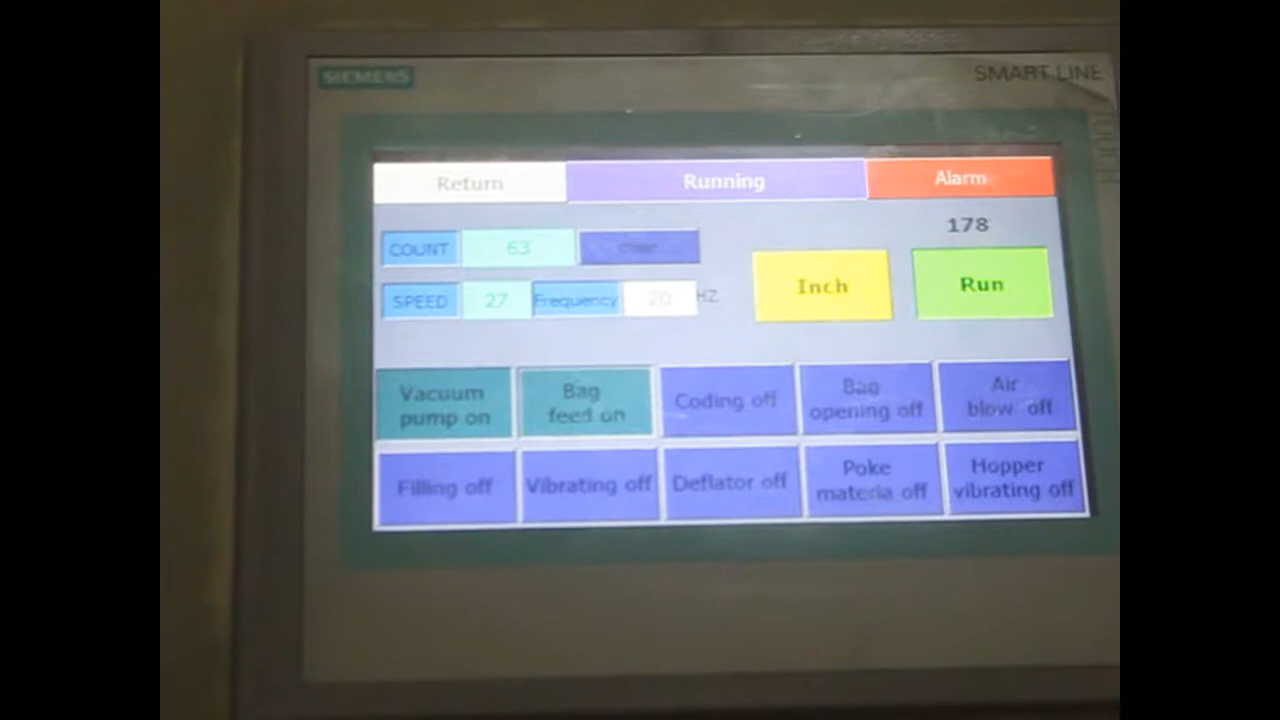 SIEMENS
SMART LINE
Return
Running
Alarm
178
COUNT
63
Inch
Run
SPEED
27
Frequency
20
HZ
Vacuum
pump on
Bag
feed on
Coding off
Bag
opening off
Air
blow off
Filling off
Vibrating off
Deflator off
Poke
materia off
Hopper
vibrating off